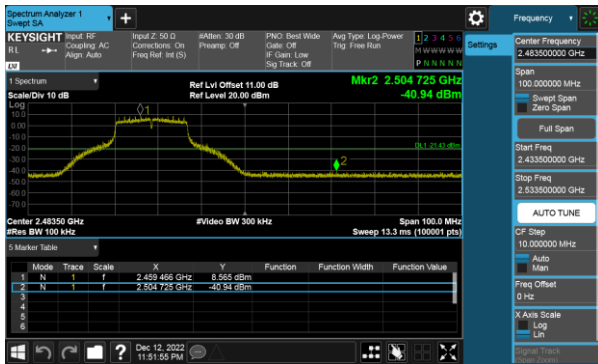 Spectrum Analyzer 1
Swept SA
+
Frequency
KEYSIGHT Input: RF Input Z: 50 Ω #Atten: 30 dB PNO: Best Wide Avg Type: Log-Power 1 2 3 4 5 6
RL Coupling: AC Corrections: On Preamp: Off Gate: Off Trig: Free Run M W W W W W
Align: Auto Freq Ref: Int (S) IF Gain: Low P N N N N N
Sig Track: Off
LXI
Settings
1 Spectrum
Scale/Div 10 dB
Ref Lvl Offset 11.00 dB
Ref Level 20.00 dBm
Mkr2 2.504 725 GHz
-40.94 dBm
Log
10.0
0.00
-10.0
-20.0
-30.0
-40.0
-50.0
-60.0
-70.0
1
2
DL1 -21.43 dBm
Center 2.48350 GHz #Video BW 300 kHz Span 100.0 MHz
#Res BW 100 kHz Sweep 13.3 ms (100001 pts)
5 Marker Table
Mode Trace Scale X Y Function Function Width Function Value
1 N 1 f 2.459 466 GHz 8.565 dBm
2 N 1 f 2.504 725 GHz -40.94 dBm
3
4
5
6
Center Frequency
2.483500000 GHz
Span
100.000000 MHz
Swept Span
Zero Span
Full Span
Start Freq
2.433500000 GHz
Stop Freq
2.533500000 GHz
AUTO TUNE
CF Step
10.000000 MHz
Auto
Man
Freq Offset
0 Hz
X Axis Scale
Log
Lin
Signal Track
(Span Zoom)
?
Dec 12, 2022
11:51:55 PM